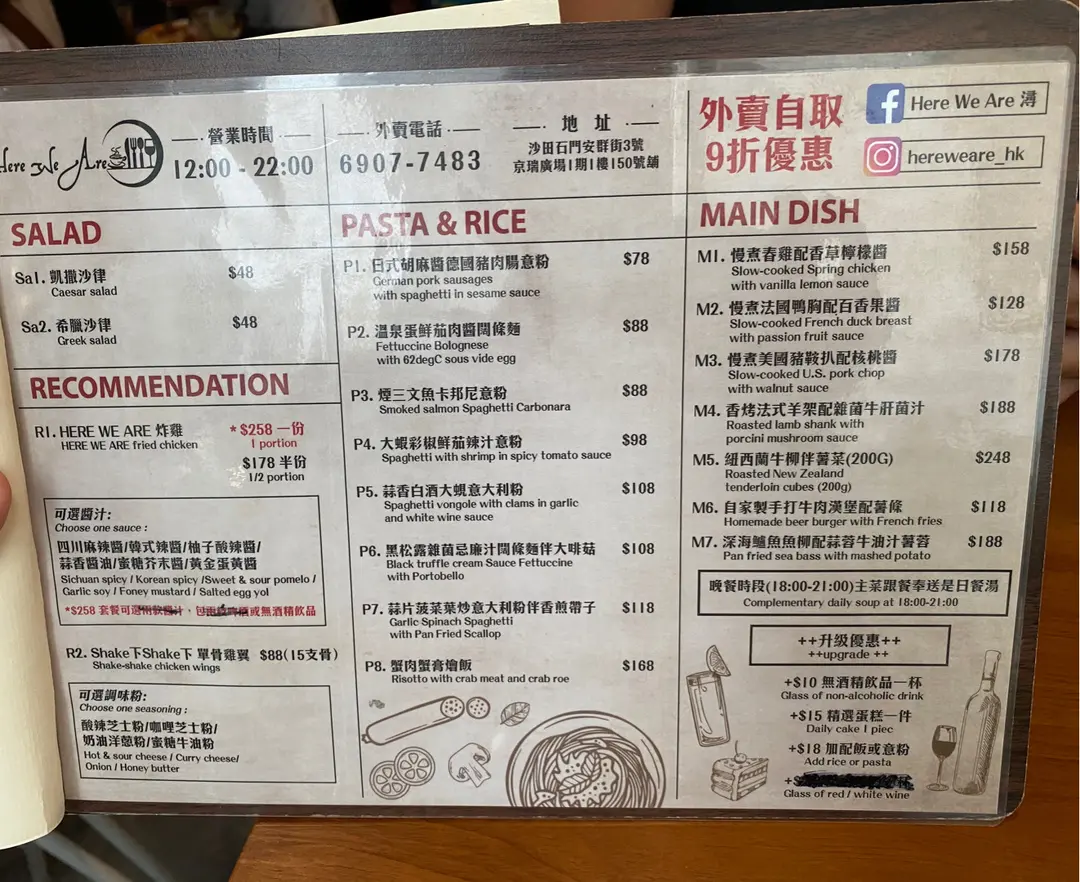 Here We Are
營業時間
12:00 - 22:00
外賣電話
6907-7483
地 址
沙田石門安群街3號
京瑞廣場1期1樓150號舖
外賣自取
9折優惠
Here We Are 潯
hereweare_hk
SALAD
Sa1. 凱撒沙律 $48
Caesar salad
Sa2. 希臘沙律 $48
Greek salad
RECOMMENDATION
R1. HERE WE ARE 炸雞 *$258 一份
HERE WE ARE fried chicken 1 portion
$178 半份
1/2 portion
可選醬汁:
Choose one sauce :
四川麻辣醬/韓式辣醬/柚子酸辣醬/
蒜香醬油/蜜糖芥末醬/黃金蛋黃醬
Sichuan spicy / Korean spicy /Sweet & sour pomelo /
Garlic soy / Foney mustard / Salted egg yol
*$258 套餐可選兩款醬汁，包 或無酒精飲品
R2. Shake下Shake下 單骨雞翼 $88(15支骨)
Shake-shake chicken wings
可選調味粉:
Choose one seasoning :
酸辣芝士粉/咖喱芝士粉/
奶油洋蔥粉/蜜糖牛油粉
Hot & sour cheese / Curry cheese/
Onion / Honey butter
PASTA & RICE
P1. 日式胡麻醬德國豬肉腸意粉 $78
German pork sausages
with spaghetti in sesame sauce
P2. 溫泉蛋鮮茄肉醬闊條麵 $88
Fettuccine Bolognese
with 62degC sous vide egg
P3. 煙三文魚卡邦尼意粉 $88
Smoked salmon Spaghetti Carbonara
P4. 大蝦彩椒鮮茄辣汁意粉 $98
Spaghetti with shrimp in spicy tomato sauce
P5. 蒜香白酒大蜆意大利粉 $108
Spaghetti vongole with clams in garlic
and white wine sauce
P6. 黑松露雜菌忌廉汁闊條麵伴大啡菇 $108
Black truffle cream Sauce Fettuccine
with Portobello
P7. 蒜片菠菜葉炒意大利粉伴香煎帶子 $118
Garlic Spinach Spaghetti
with Pan Fried Scallop
P8. 蟹肉蟹膏燴飯 $168
Risotto with crab meat and crab roe
MAIN DISH
M1. 慢煮春雞配香草檸檬醬 $158
Slow-cooked Spring chicken
with vanilla lemon sauce
M2. 慢煮法國鴨胸配百香果醬 $128
Slow-cooked French duck breast
with passion fruit sauce
M3. 慢煮美國豬鞍扒配核桃醬 $178
Slow-cooked U.S. pork chop
with walnut sauce
M4. 香烤法式羊架配雜菌牛肝菌汁 $188
Roasted lamb shank with
porcini mushroom sauce
M5. 紐西蘭牛柳伴薯菜(200G) $248
Roasted New Zealand
tenderloin cubes (200g)
M6. 自家製手打牛肉漢堡配薯條 $118
Homemade beer burger with French fries
M7. 深海鱸魚魚柳配蒜蓉牛油汁薯蓉 $188
Pan fried sea bass with mashed potato
晚餐時段(18:00-21:00)主菜跟餐奉送是日餐湯
Complementary daily soup at 18:00-21:00
++升级優惠++
++upgrade ++
+$10 無酒精飲品一杯
Glass of non-alcoholic drink
+$15 精選蛋糕一件
Daily cake 1 piec
+$18 加配飯或意粉
Add rice or pasta
+$
Glass of red / white wine